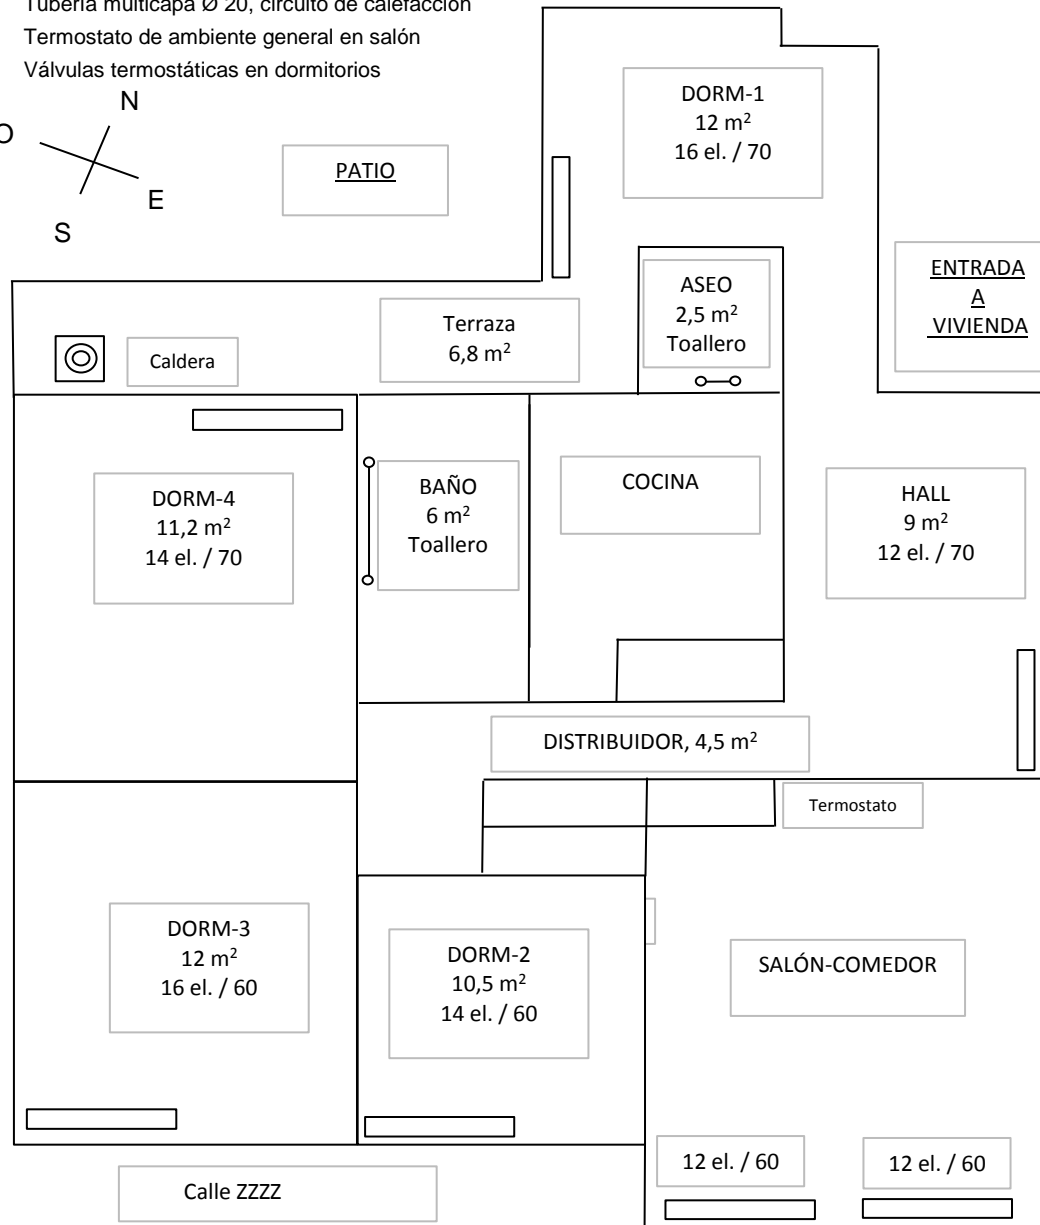 Tubería multicapa Ø 20, circuito de calefacción
Termostato de ambiente general en salón
Válvulas termostáticas en dormitorios
N
O
E
S
PATIO
DORM-1
12 m²
16 el. / 70
ENTRADA
A
VIVIENDA
ASEO
2,5 m²
Toallero
Terraza
6,8 m²
Caldera
DORM-4
11,2 m²
14 el. / 70
BAÑO
6 m²
Toallero
COCINA
HALL
9 m²
12 el. / 70
DISTRIBUIDOR, 4,5 m²
Termostato
DORM-3
12 m²
16 el. / 60
DORM-2
10,5 m²
14 el. / 60
SALÓN-COMEDOR
12 el. / 60
12 el. / 60
Calle ZZZZ